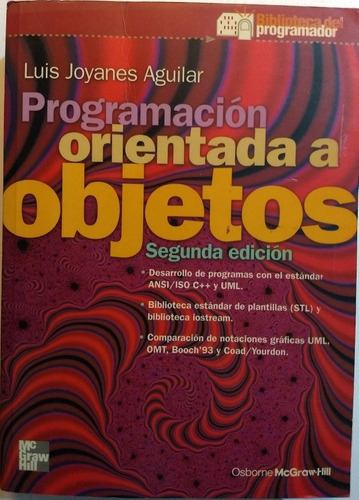 Biblioteca del
programador
Luis Joyanes Aguilar
Programación
orientada a
objetos
Segunda edición
• Desarrollo de programas con el estándar
ANSI/ISO C++ y UML.
• Biblioteca estándar de plantillas (STL) y
biblioteca iostream.
• Comparación de notaciones gráficas UML,
OMT, Booch'93 y Coad/Yourdon.
Mc
Graw
Hill
Osborne McGraw-Hill